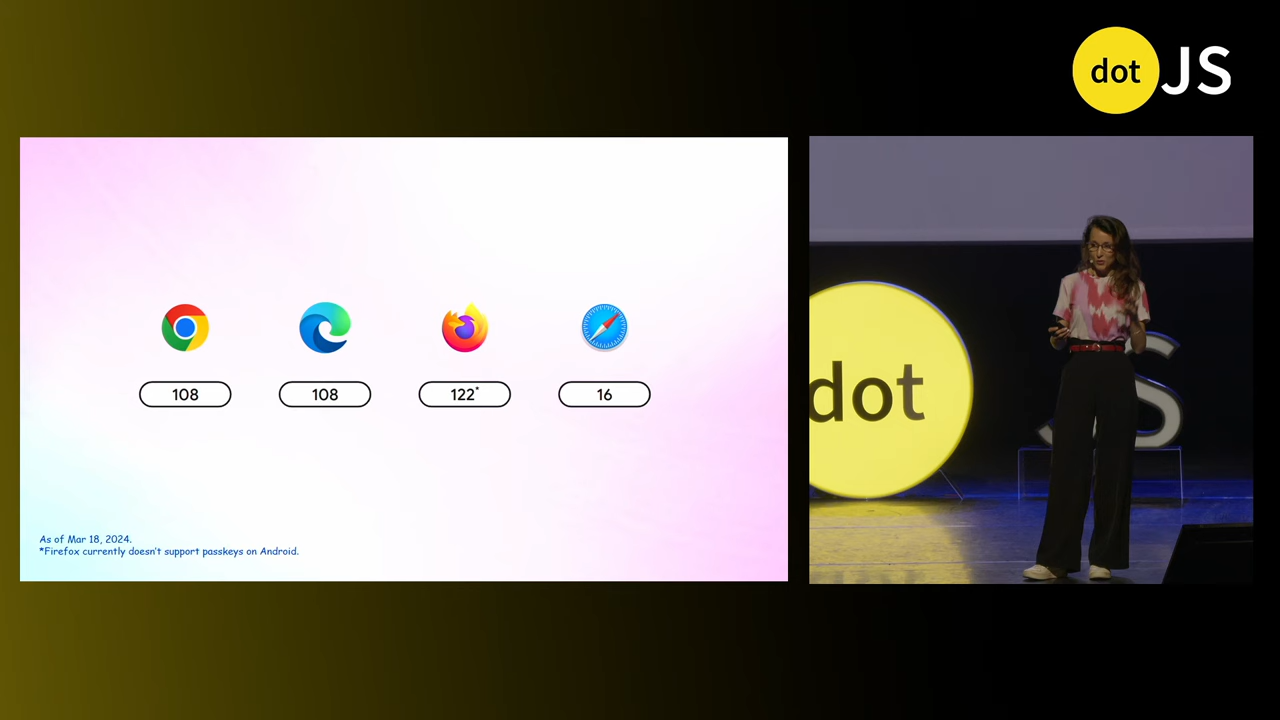 dot JS
108
108
122*
16
As of Mar 18, 2024.
*Firefox currently doesn't support passkeys on Android.
dot
S